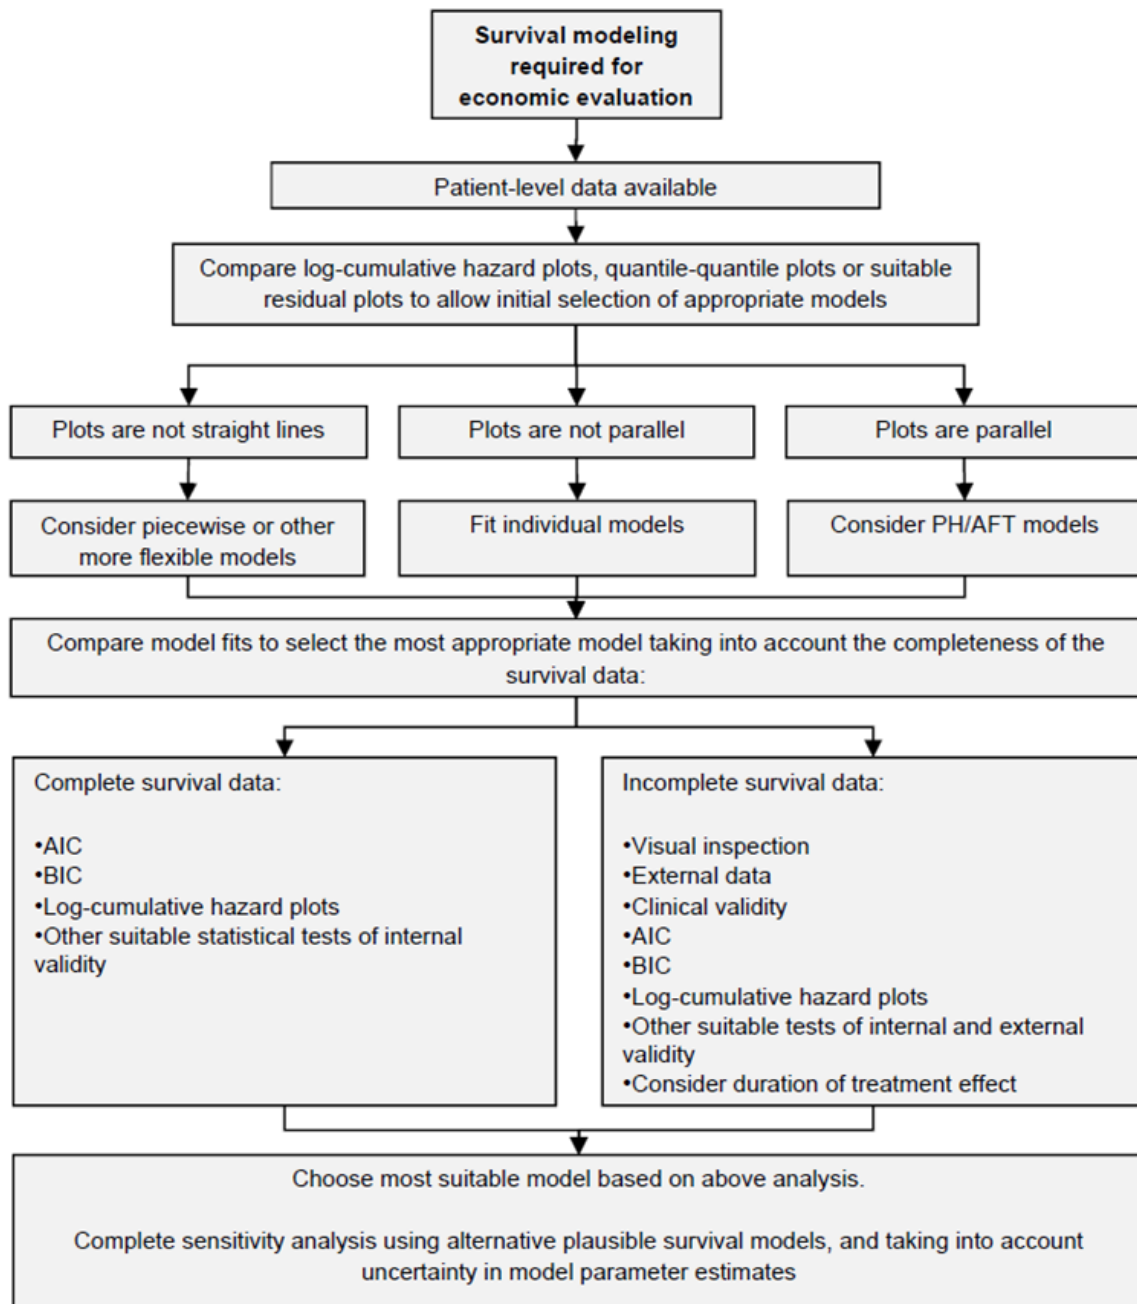 Survival modeling
required for
economic evaluation
Patient-level data available
Compare log-cumulative hazard plots, quantile-quantile plots or suitable
residual plots to allow initial selection of appropriate models
Plots are not straight lines
Plots are not parallel
Plots are parallel
Consider piecewise or other
more flexible models
Fit individual models
Consider PH/AFT models
Compare model fits to select the most appropriate model taking into account the completeness of the
survival data:
Complete survival data:
•AIC
•BIC
•Log-cumulative hazard plots
•Other suitable statistical tests of internal
validity
Incomplete survival data:
•Visual inspection
•External data
•Clinical validity
•AIC
•BIC
•Log-cumulative hazard plots
•Other suitable tests of internal and external
validity
•Consider duration of treatment effect
Choose most suitable model based on above analysis.
Complete sensitivity analysis using alternative plausible survival models, and taking into account
uncertainty in model parameter estimates